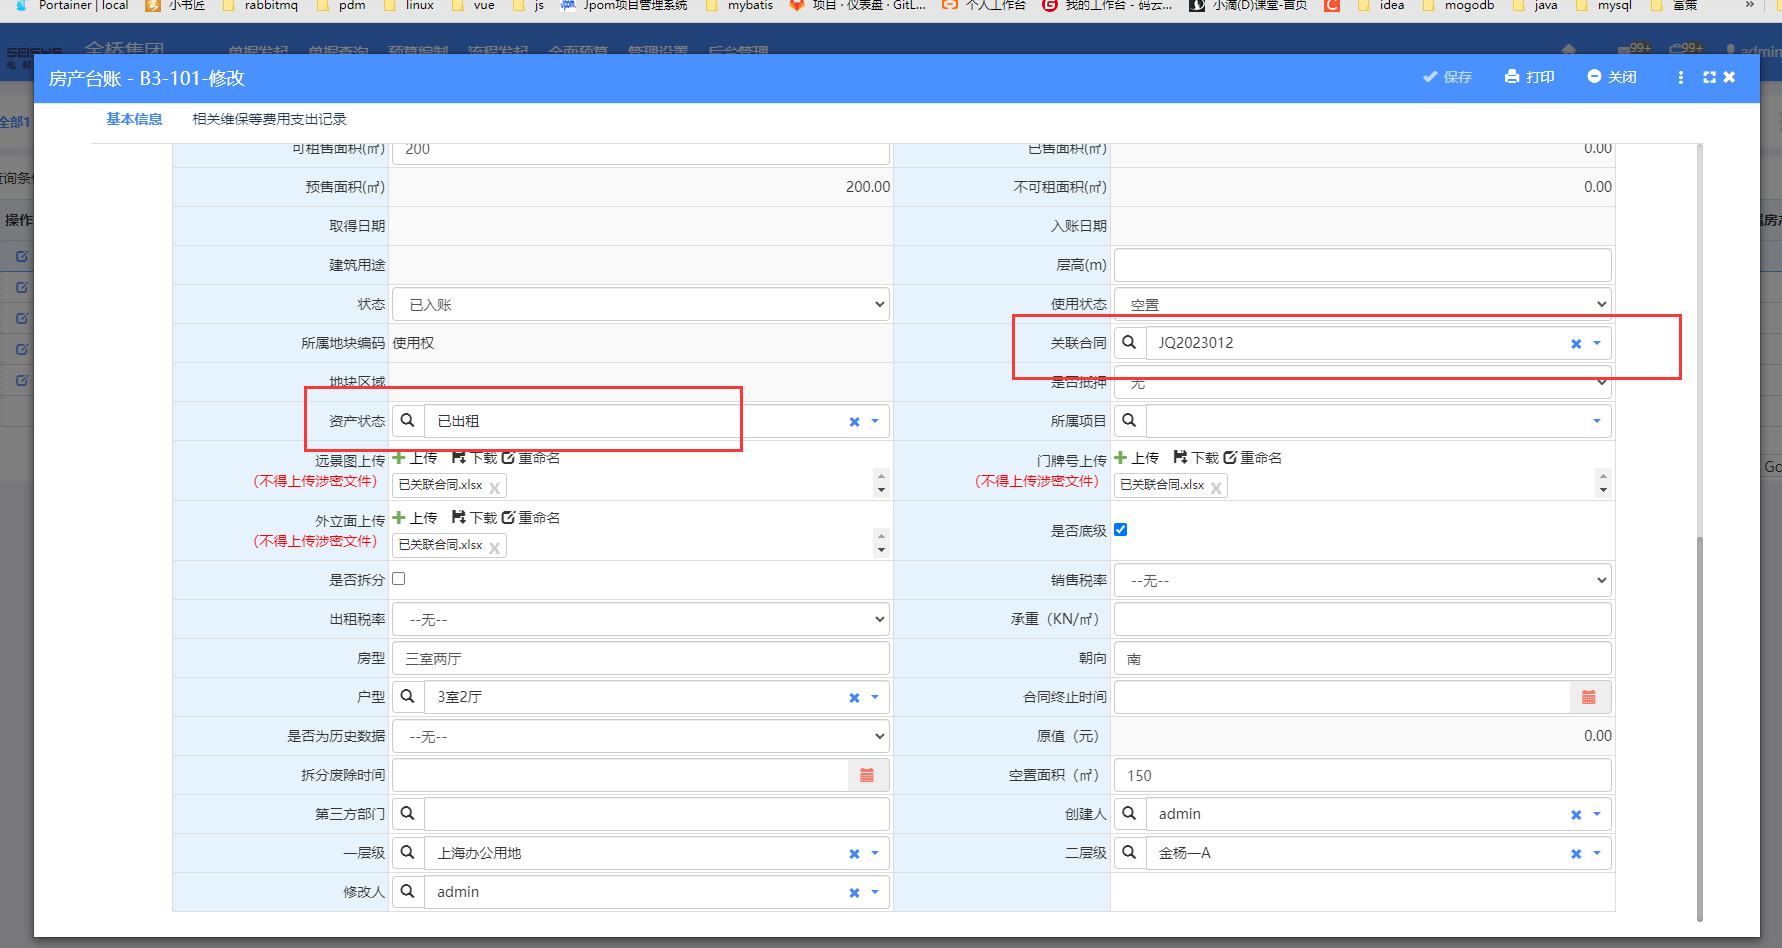 Portainer | local 小书匠 rabbitmq pdm linux vue js Jpom项目管理系统 mybatis 项目 · 仪表盘 · GitL... 个人工作台 我的工作台 - 码云... 小滴(D)课堂-首页 idea mogodb java mysql 富策 »
SEISYS 金桥集团 单据发起 单据查询 预算编制 流程发起 全面预算 管理设置 后台管理 99+ 99+ admin
房产台账 - B3-101-修改 保存 打印 关闭
全部1 基本信息 相关维保等费用支出记录
可租售面积(㎡) 200 已售面积(㎡) 0.00
预售面积(㎡) 200.00 不可租面积(㎡) 0.00
操作 取得日期 入账日期
建筑用途 层高(m)
状态 已入账 使用状态 空置
所属地块编码 使用权 关联合同 JQ2023012
地块区域 是否抵押 无
资产状态 已出租 所属项目
远景图上传 上传 下载 重命名 门牌号上传 上传 下载 重命名
(不得上传涉密文件) 已关联合同.xlsx x (不得上传涉密文件) 已关联合同.xlsx x
外立面上传 上传 下载 重命名
(不得上传涉密文件) 已关联合同.xlsx x 是否底级
是否拆分 销售税率 --无--
出租税率 --无-- 承重（KN/㎡）
房型 三室两厅 朝向 南
户型 3室2厅 合同终止时间
是否为历史数据 --无-- 原值（元） 0.00
拆分废除时间 空置面积（㎡） 150
第三方部门 创建人 admin
一层级 上海办公用地 二层级 金杨—A
修改人 admin